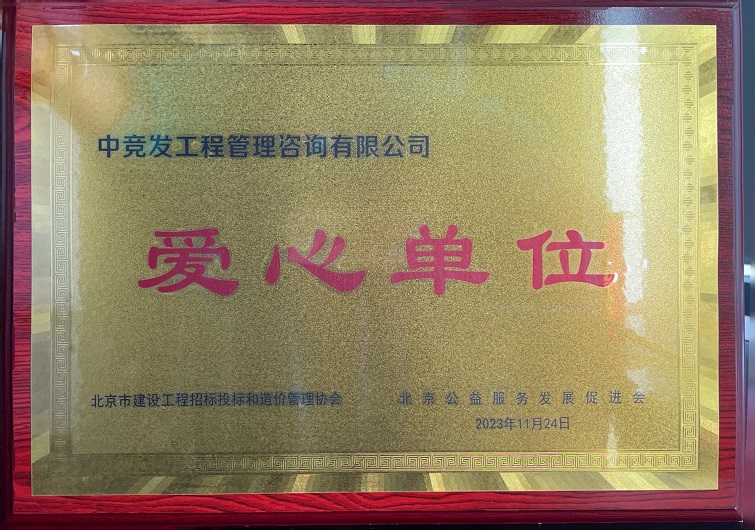 中竞发工程管理咨询有限公司
爱心单位
北京市建设工程招标投标和造价管理协会 北京公益服务发展促进会
2023年11月24日